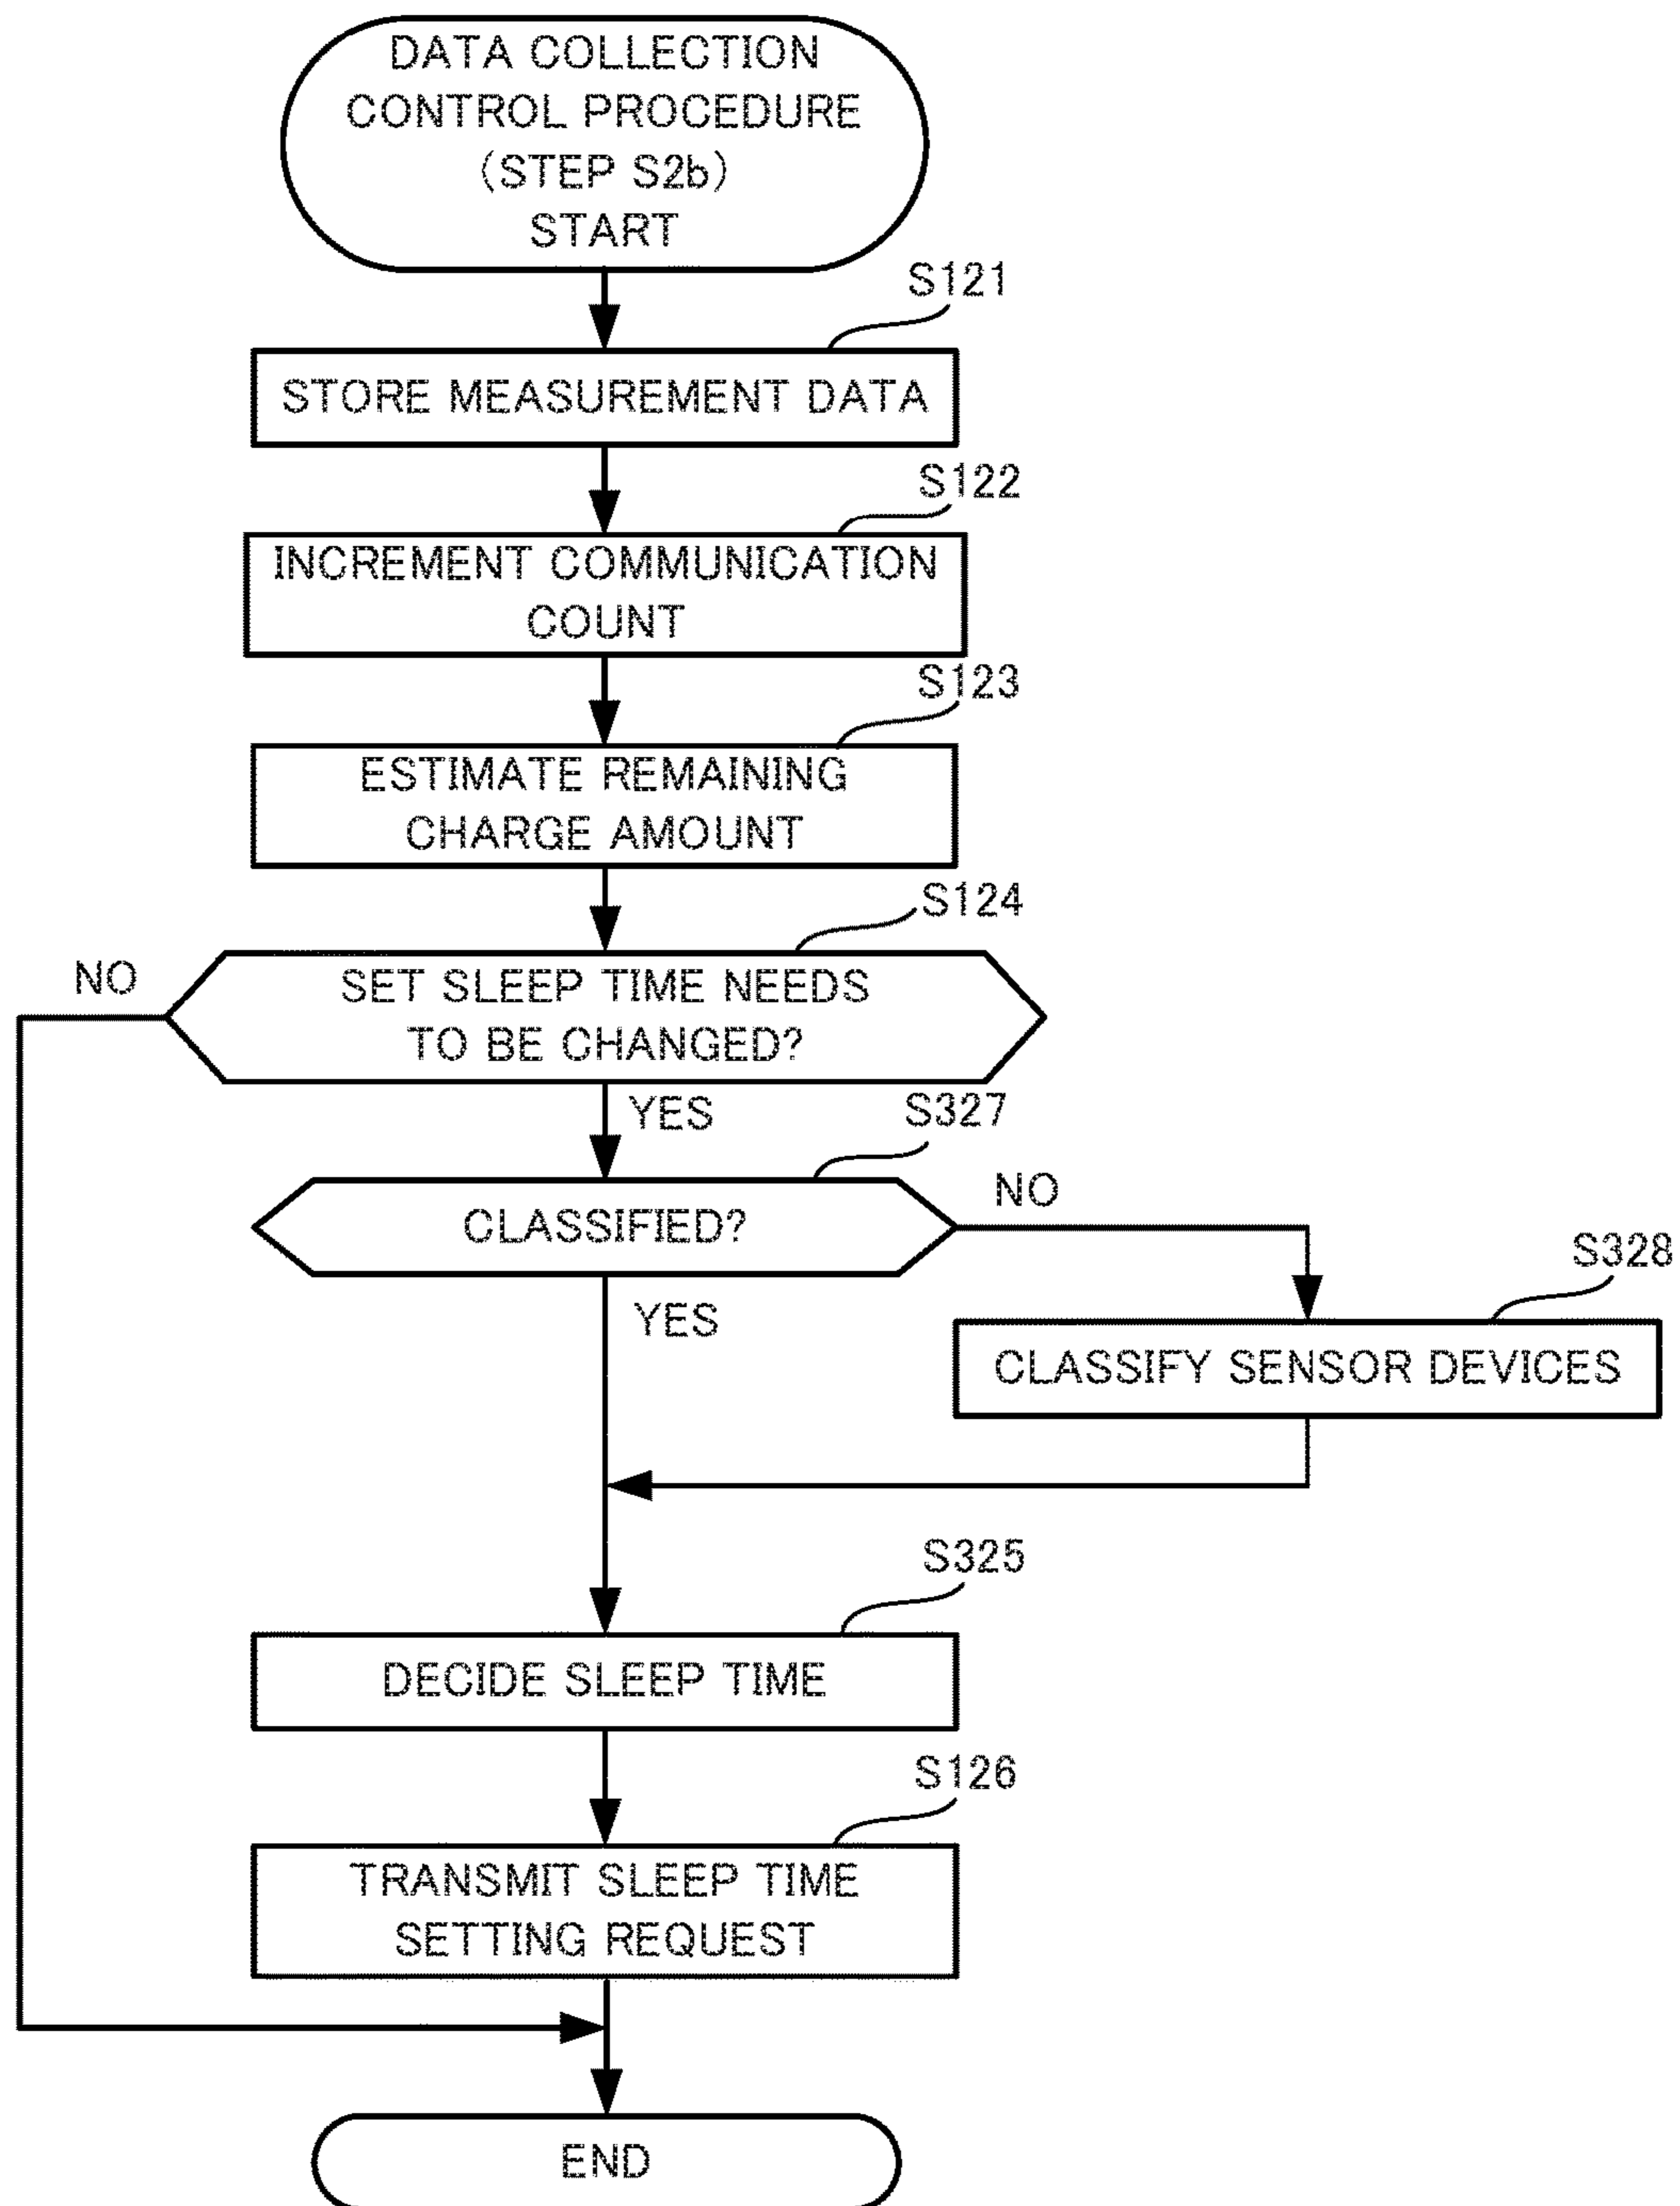 DATA COLLECTION
CONTROL PROCEDURE
(STEP S2b)
START
S121
STORE MEASUREMENT DATA
S122
INCREMENT COMMUNICATION
COUNT
S123
ESTIMATE REMAINING
CHARGE AMOUNT
S124
NO
SET SLEEP TIME NEEDS
TO BE CHANGED?
YES
S327
CLASSIFIED?
NO
S328
YES
CLASSIFY SENSOR DEVICES
S325
DECIDE SLEEP TIME
S126
TRANSMIT SLEEP TIME
SETTING REQUEST
END